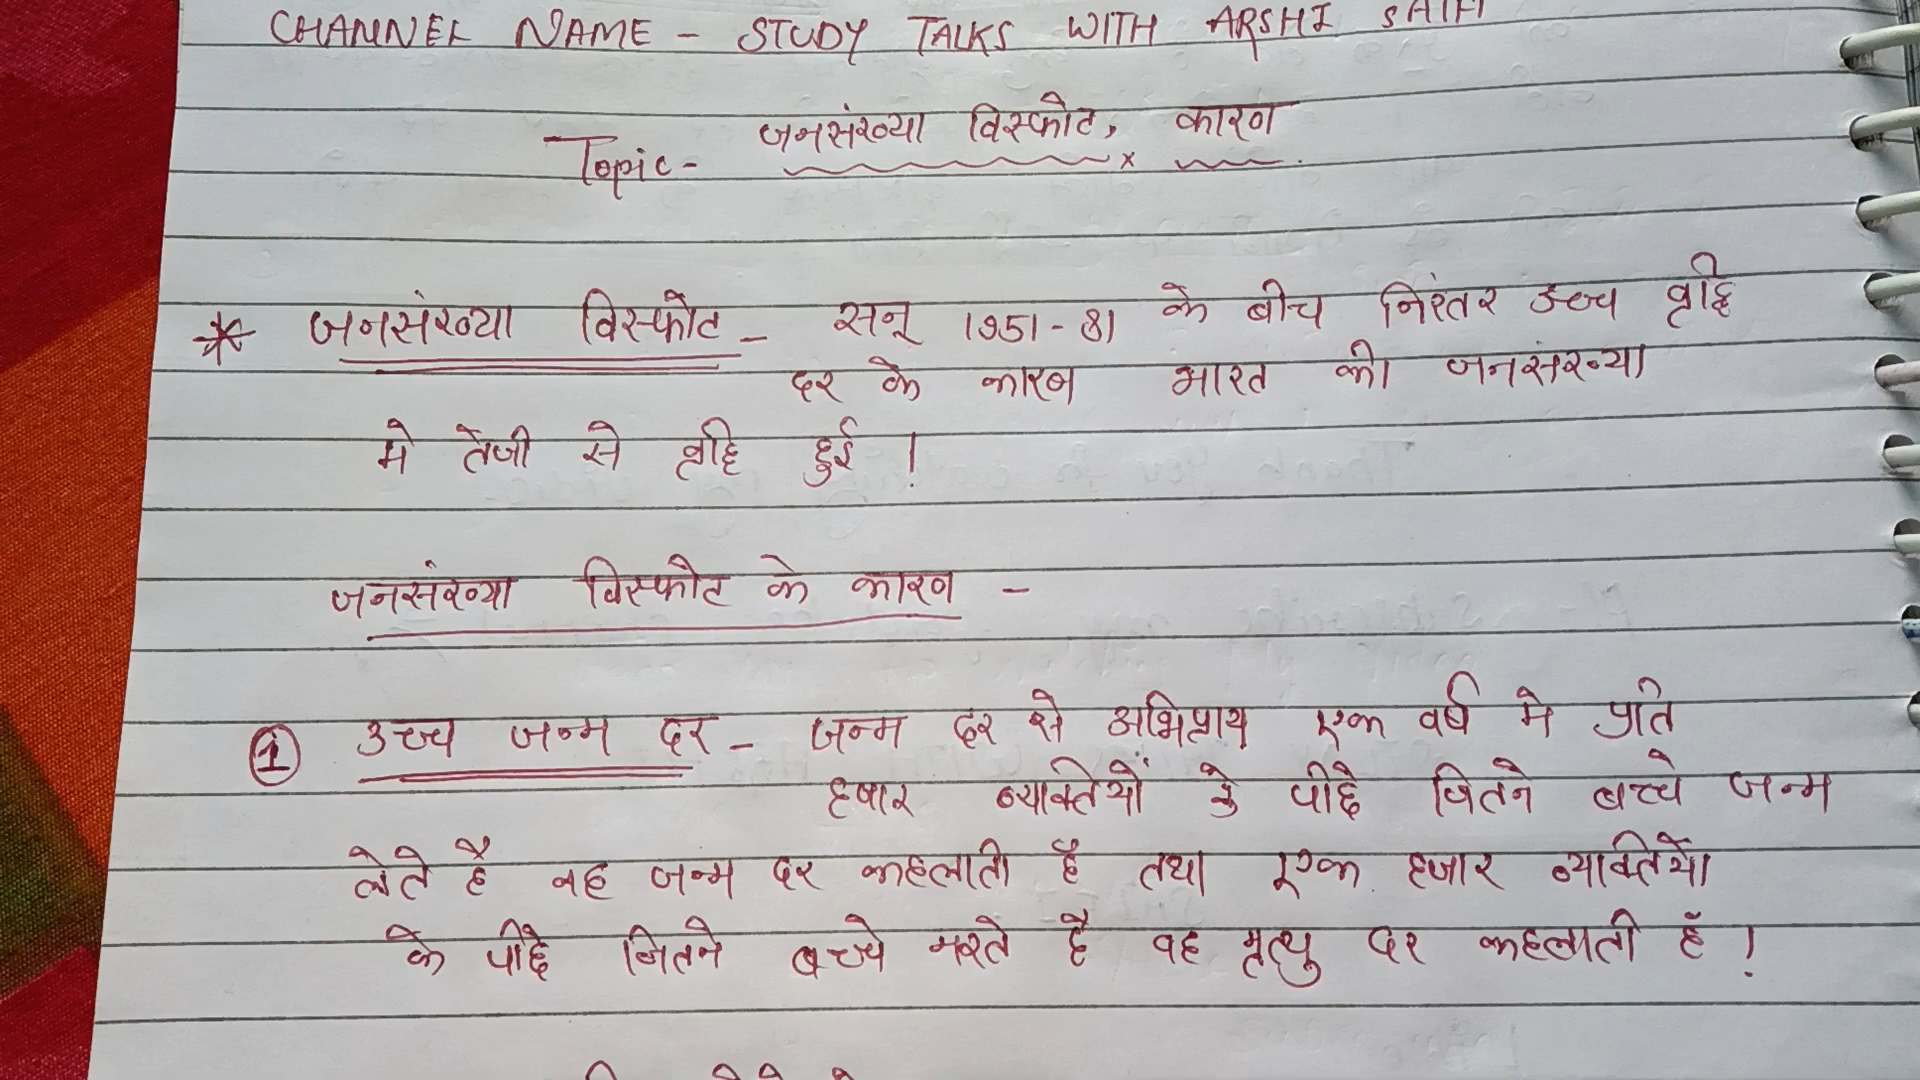 CHANNEL NAME - STUDY TALKS WITH ARSHI SAIFI
Topic - जनसंख्या विस्फोट, कारण
* जनसंख्या विस्फोट - सन् 1951-81 के बीच निरंतर उच्च वृद्धि
दर के कारण भारत की जनसंख्या
मे तेजी से वृद्धि हुई !
जनसंख्या विस्फोट के कारण -
① उच्च जन्म दर - जन्म दर से अभिप्राय एक वर्ष मे प्रति
हजार व्यक्तियों के पीछे जितने बच्चे जन्म
लेते है वह जन्म दर कहलाती है तथा एक हजार व्यक्तियों
के पीछे जितने बच्चे मरते है वह मृत्यु दर कहलाती है !